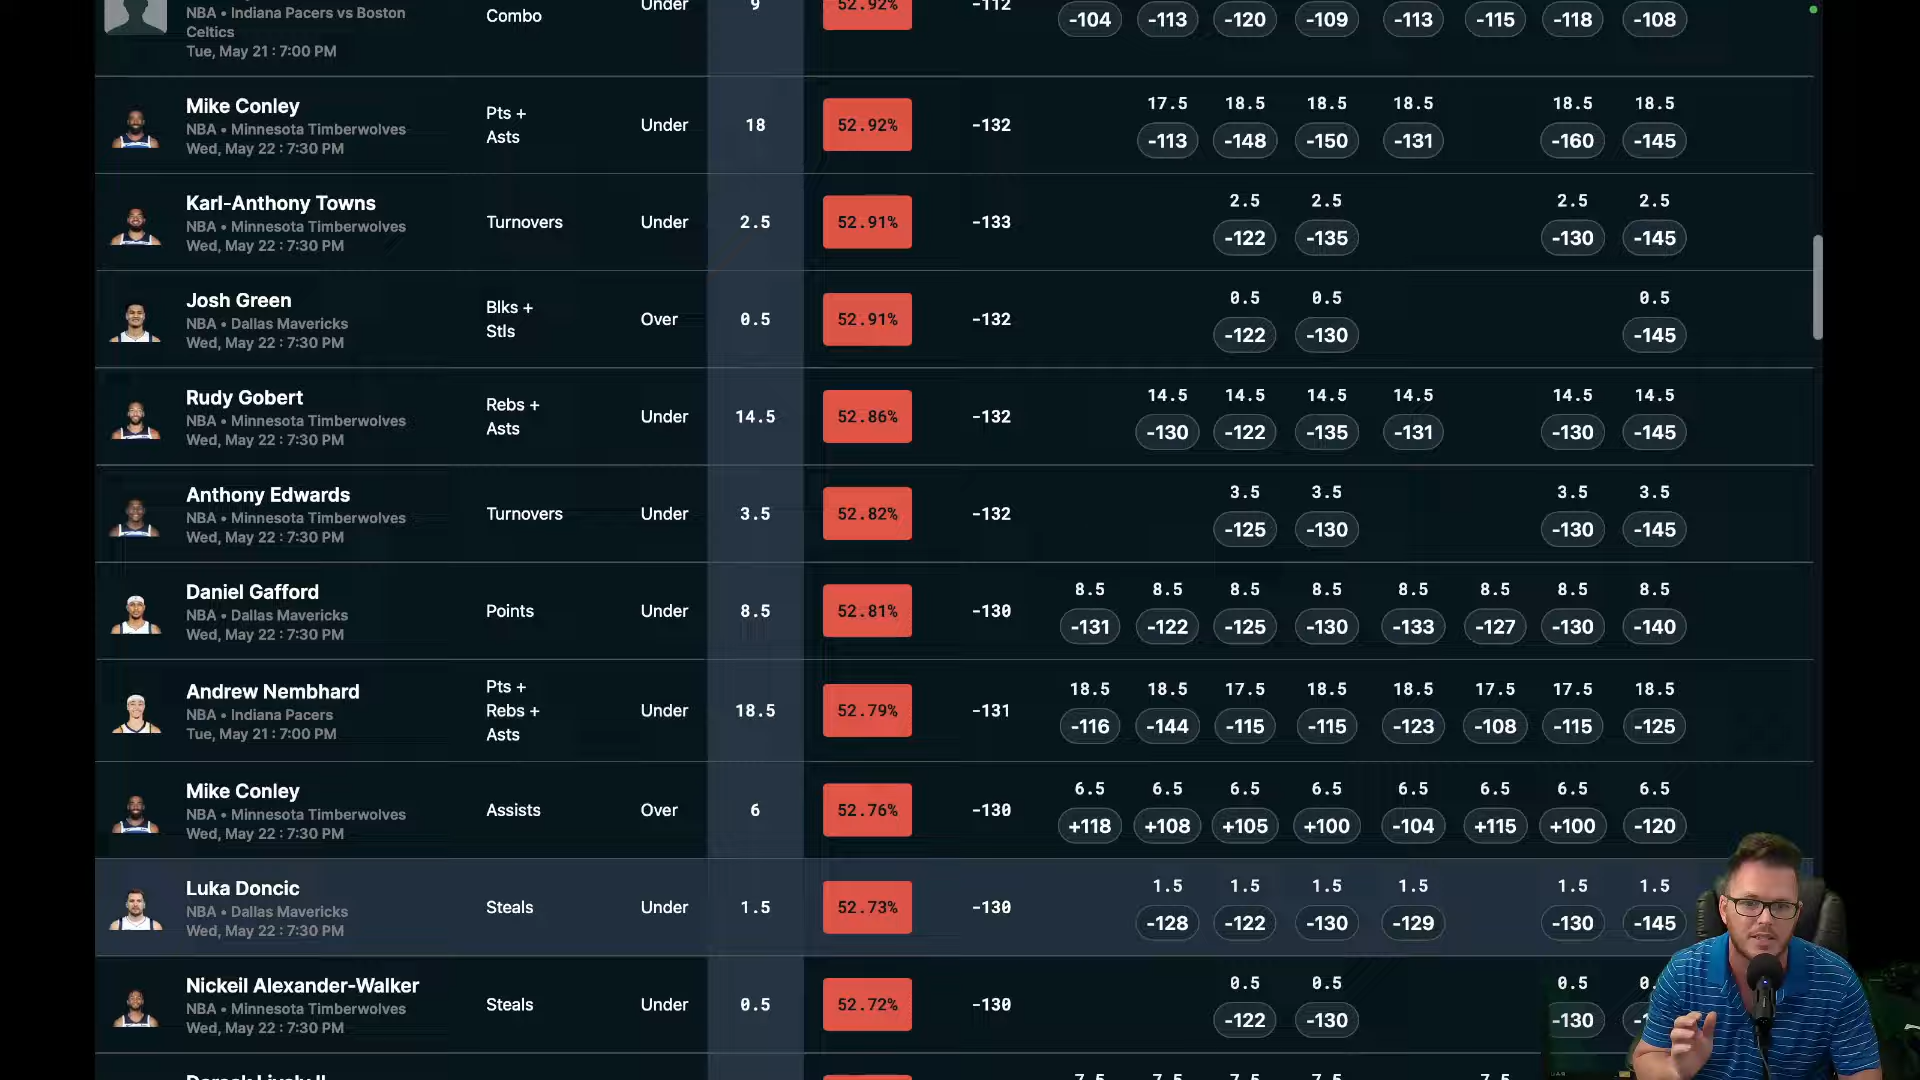 NBA • Indiana Pacers vs Boston
Celtics
Tue, May 21 : 7:00 PM
Combo
Under
9
52.92%
-112
-104 -113 -120 -109 -113 -115 -118 -108
Mike Conley
NBA • Minnesota Timberwolves
Wed, May 22 : 7:30 PM
Pts +
Asts
Under
18
52.92%
-132
17.5 18.5 18.5 18.5 18.5 18.5
-113 -148 -150 -131 -160 -145
Karl-Anthony Towns
NBA • Minnesota Timberwolves
Wed, May 22 : 7:30 PM
Turnovers
Under
2.5
52.91%
-133
2.5 2.5 2.5 2.5
-122 -135 -130 -145
Josh Green
NBA • Dallas Mavericks
Wed, May 22 : 7:30 PM
Blks +
Stls
Over
0.5
52.91%
-132
0.5 0.5 0.5
-122 -130 -145
Rudy Gobert
NBA • Minnesota Timberwolves
Wed, May 22 : 7:30 PM
Rebs +
Asts
Under
14.5
52.86%
-132
14.5 14.5 14.5 14.5 14.5 14.5
-130 -122 -135 -131 -130 -145
Anthony Edwards
NBA • Minnesota Timberwolves
Wed, May 22 : 7:30 PM
Turnovers
Under
3.5
52.82%
-132
3.5 3.5 3.5 3.5
-125 -130 -130 -145
Daniel Gafford
NBA • Dallas Mavericks
Wed, May 22 : 7:30 PM
Points
Under
8.5
52.81%
-130
8.5 8.5 8.5 8.5 8.5 8.5 8.5 8.5
-131 -122 -125 -130 -133 -127 -130 -140
Andrew Nembhard
NBA • Indiana Pacers
Tue, May 21 : 7:00 PM
Pts +
Rebs +
Asts
Under
18.5
52.79%
-131
18.5 18.5 17.5 18.5 18.5 17.5 17.5 18.5
-116 -144 -115 -115 -123 -108 -115 -125
Mike Conley
NBA • Minnesota Timberwolves
Wed, May 22 : 7:30 PM
Assists
Over
6
52.76%
-130
6.5 6.5 6.5 6.5 6.5 6.5 6.5 6.5
+118 +108 +105 +100 -104 +115 +100 -120
Luka Doncic
NBA • Dallas Mavericks
Wed, May 22 : 7:30 PM
Steals
Under
1.5
52.73%
-130
1.5 1.5 1.5 1.5 1.5 1.5
-128 -122 -130 -129 -130 -145
Nickeil Alexander-Walker
NBA • Minnesota Timberwolves
Wed, May 22 : 7:30 PM
Steals
Under
0.5
52.72%
-130
0.5 0.5 0.5
-122 -130 -130